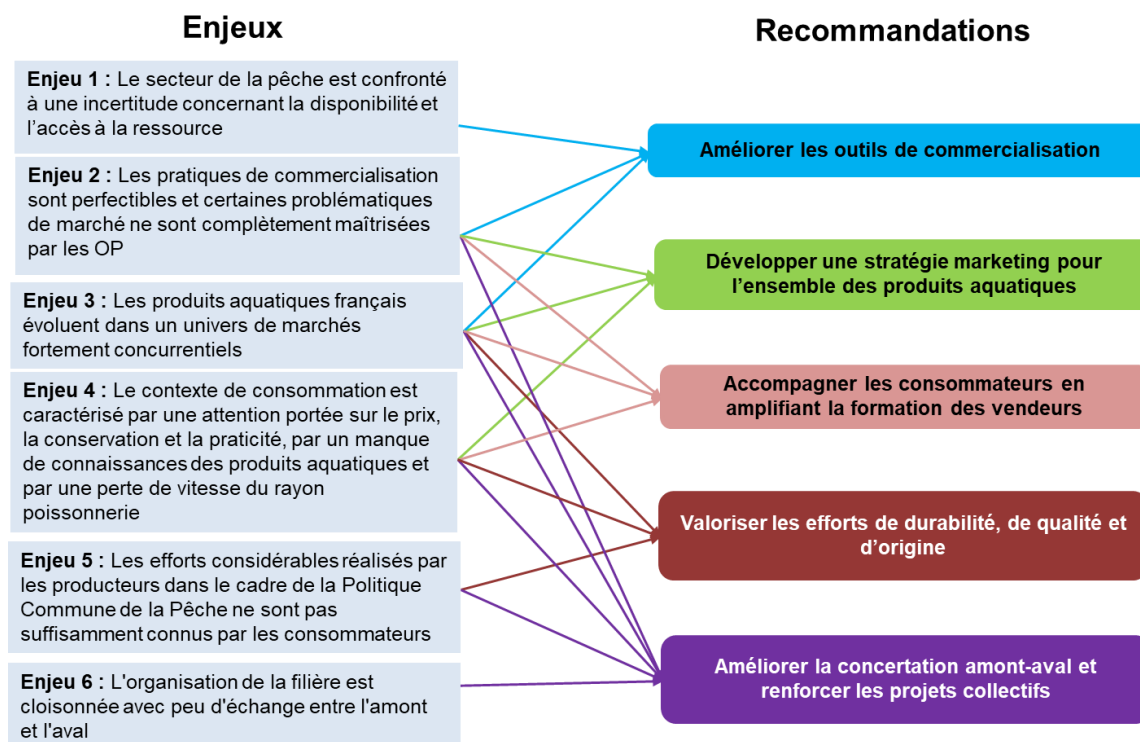 Enjeux
Enjeu 1 : Le secteur de la pêche est confronté
à une incertitude concernant la disponibilité et
l'accès à la ressource
Enjeu 2 : Les pratiques de commercialisation
sont perfectibles et certaines problématiques
de marché ne sont complètement maîtrisées
par les OP
Enjeu 3 : Les produits aquatiques français
évoluent dans un univers de marchés
fortement concurrentiels
Enjeu 4 : Le contexte de consommation est
caractérisé par une attention portée sur le prix,
la conservation et la praticité, par un manque
de connaissances des produits aquatiques et
par une perte de vitesse du rayon
poissonnerie
Enjeu 5 : Les efforts considérables réalisés par
les producteurs dans le cadre de la Politique
Commune de la Pêche ne sont pas
suffisamment connus par les consommateurs
Enjeu 6 : L'organisation de la filière est
cloisonnée avec peu d'échange entre l'amont
et l'aval
Recommandations
Améliorer les outils de commercialisation
Développer une stratégie marketing pour
l'ensemble des produits aquatiques
Accompagner les consommateurs en
amplifiant la formation des vendeurs
Valoriser les efforts de durabilité, de qualité et
d'origine
Améliorer la concertation amont-aval et
renforcer les projets collectifs